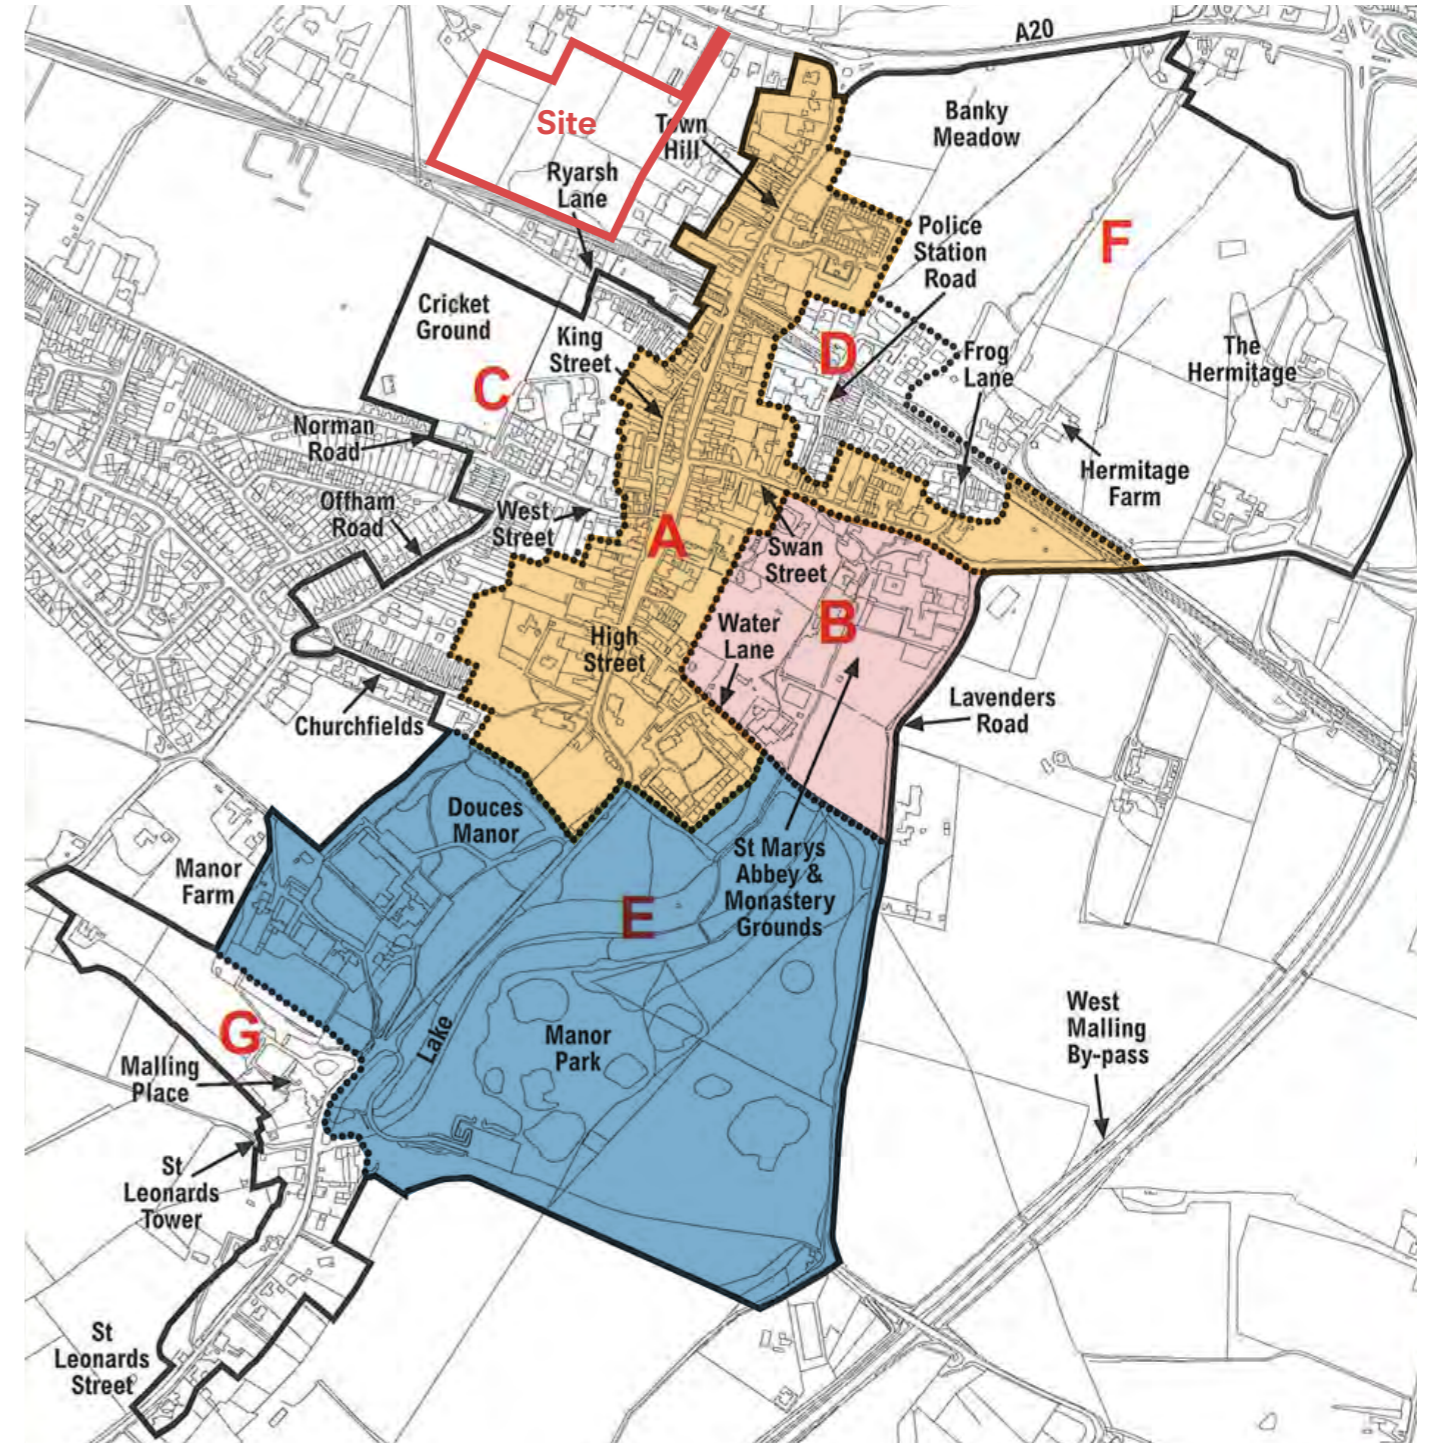 A20
Site
Town
Hill
Banky
Meadow
Ryarsh
Lane
Police
Station
Road
F
Cricket
Ground
King
Street
D
Frog
Lane
The
Hermitage
C
Norman
Road
Hermitage
Farm
Offham
Road
West
Street
A
Swan
Street
B
High
Street
Water
Lane
Lavenders
Road
Churchfields
Douces
Manor
St Marys
Abbey &
Monastery
Grounds
Manor
Farm
E
G
Lake
Manor
Park
West
Malling
By-pass
Malling
Place
St
Leonards
Tower
St
Leonards
Street